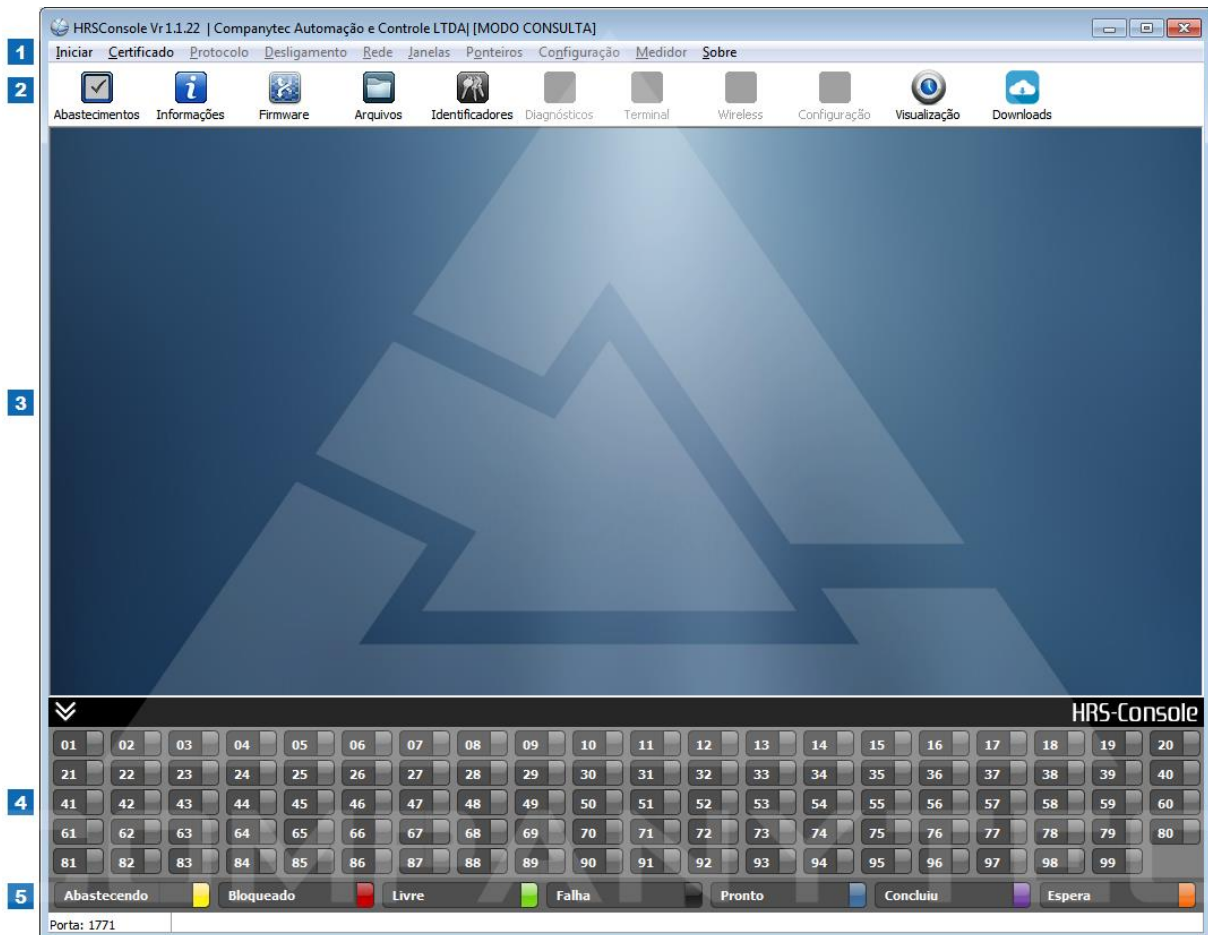 HRSConsole Vr 1.1.22 | Companytec Automação e Controle LTDA| [MODO CONSULTA]
1
Iniciar Certificado Protocolo Desligamento Rede Janelas Ponteiros Configuração Medidor Sobre
2
Abastecimentos Informações Firmware Arquivos Identificadores Diagnósticos Terminal Wireless Configuração Visualização Downloads
3
HRS-Console
01 02 03 04 05 06 07 08 09 10 11 12 13 14 15 16 17 18 19 20
21 22 23 24 25 26 27 28 29 30 31 32 33 34 35 36 37 38 39 40
4
41 42 43 44 45 46 47 48 49 50 51 52 53 54 55 56 57 58 59 60
61 62 63 64 65 66 67 68 69 70 71 72 73 74 75 76 77 78 79 80
81 82 83 84 85 86 87 88 89 90 91 92 93 94 95 96 97 98 99
5
Abastecendo Bloqueado Livre Falha Pronto Concluiu Espera
Porta: 1771